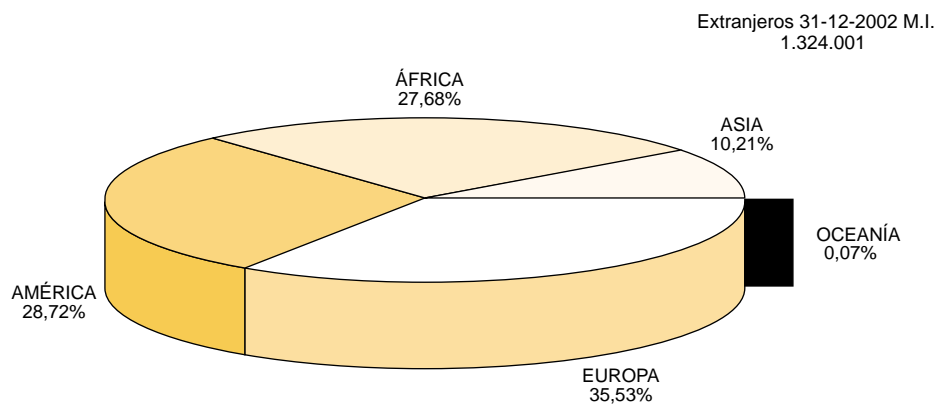 Extranjeros 31-12-2002 M.I.
1.324.001
ÁFRICA
27,68%
ASIA
10,21%
OCEANÍA
0,07%
AMÉRICA
28,72%
EUROPA
35,53%